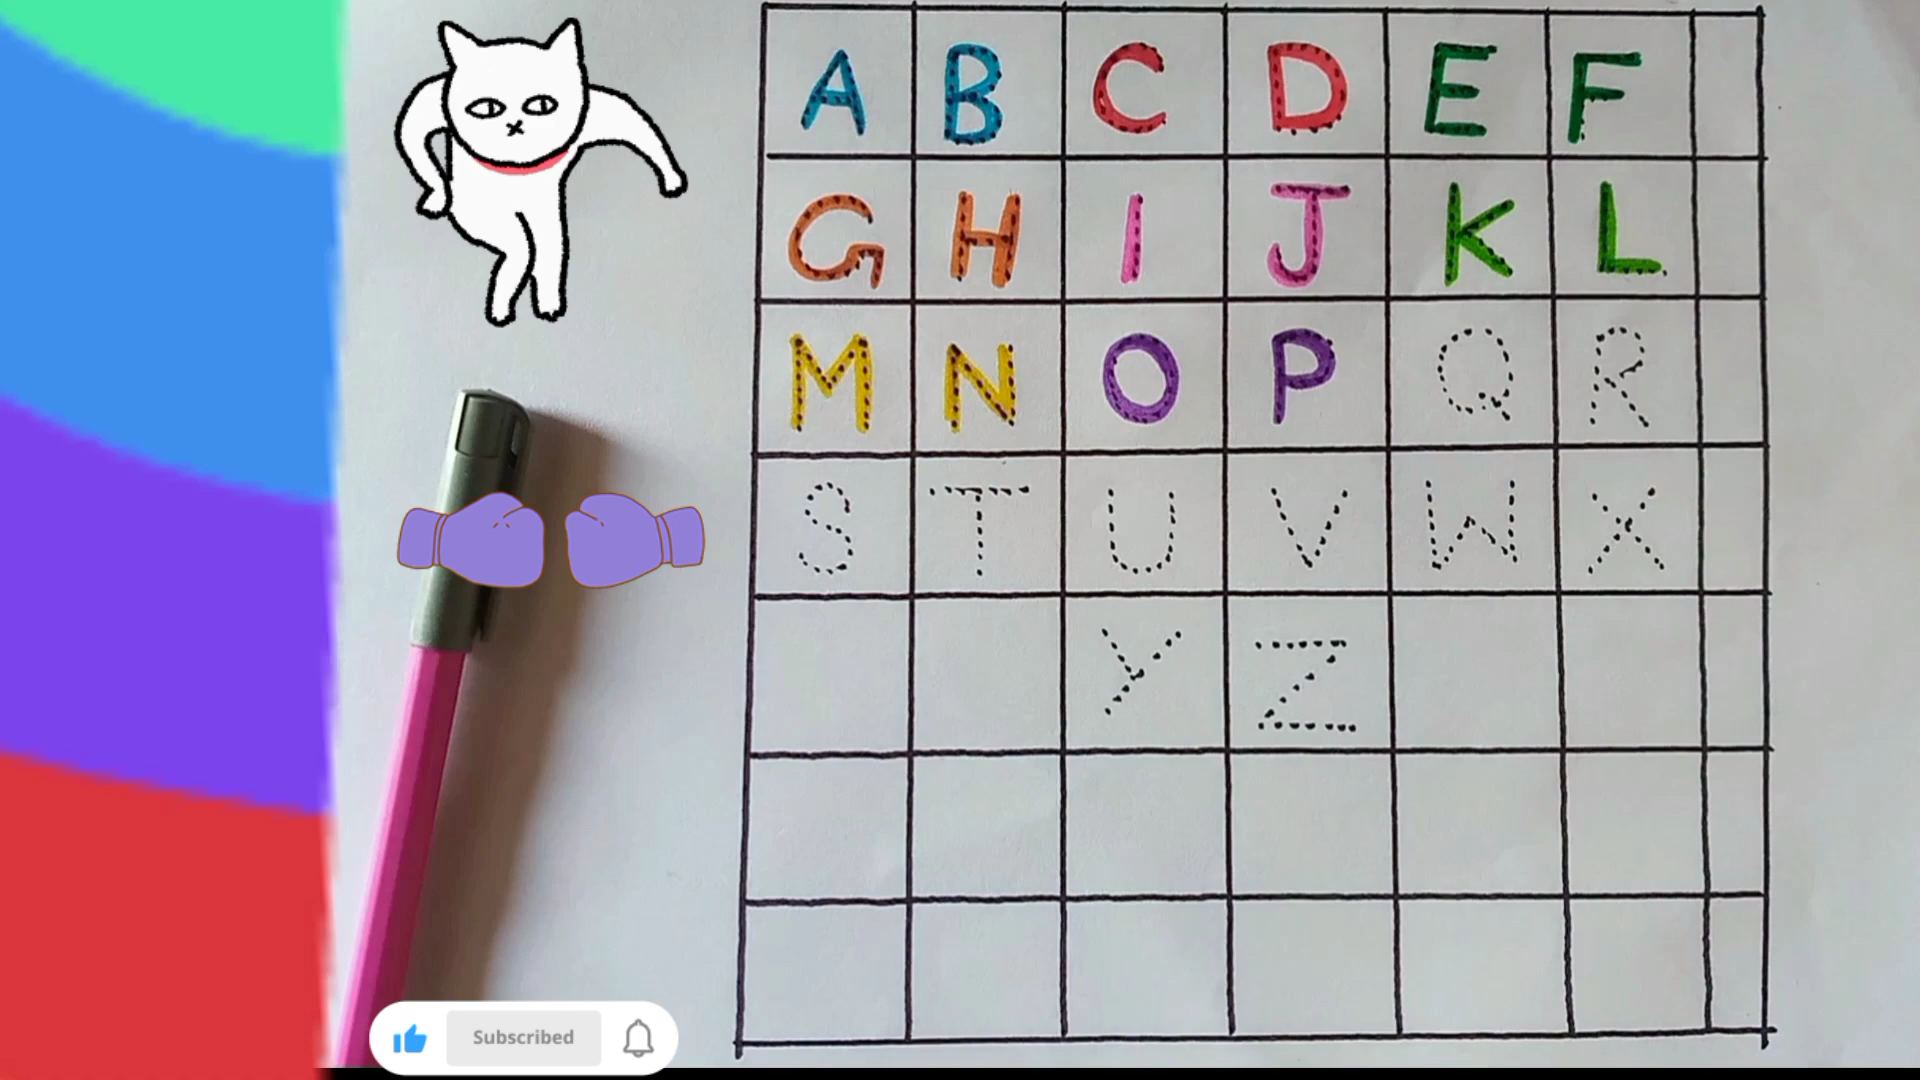 A B C D E F
G H I J K L
M N O P Q R
S T U V W X
Y Z
Subscribed